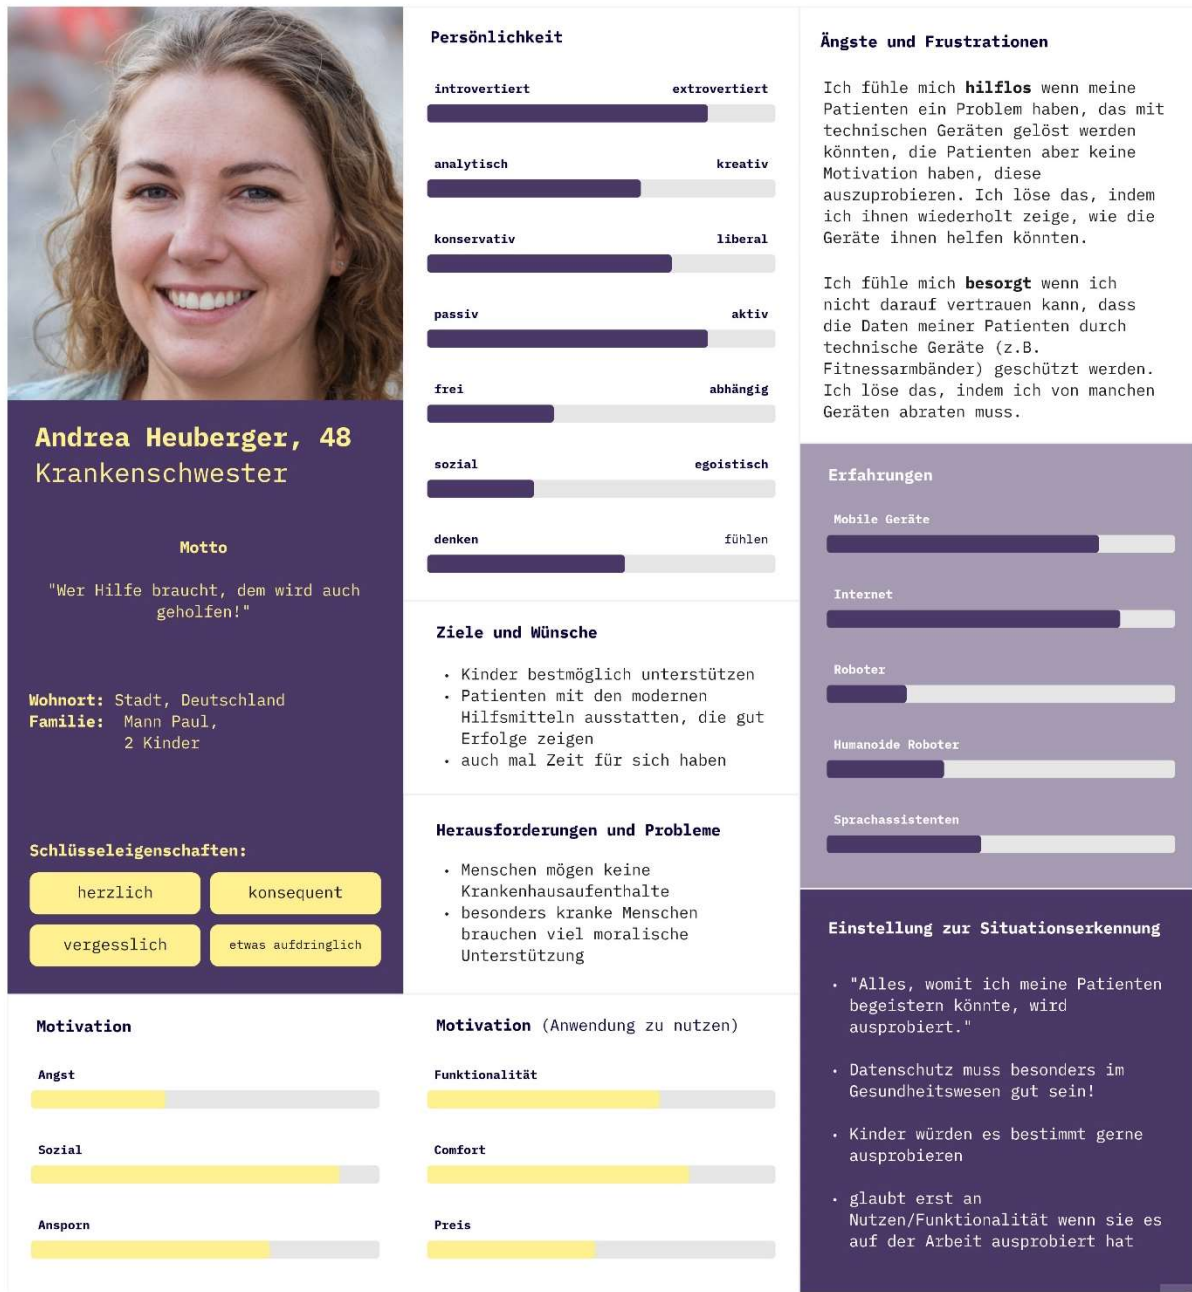 Andrea Heuberger, 48
Krankenschwester
Motto
"Wer Hilfe braucht, dem wird auch
geholfen!"
Wohnort: Stadt, Deutschland
Familie: Mann Paul,
2 Kinder
Schlüsseleigenschaften:
herzlich
konsequent
vergesslich
etwas aufdringlich
Persönlichkeit
introvertiert extrovertiert
analytisch kreativ
konservativ liberal
passiv aktiv
frei abhängig
sozial egoistisch
denken fühlen
Ziele und Wünsche
• Kinder bestmöglich unterstützen
• Patienten mit den modernen
Hilfsmitteln ausstatten, die gut
Erfolge zeigen
• auch mal Zeit für sich haben
Herausforderungen und Probleme
• Menschen mögen keine
Krankenhausaufenthalte
• besonders kranke Menschen
brauchen viel moralische
Unterstützung
Motivation
Angst
Sozial
Ansporn
Motivation (Anwendung zu nutzen)
Funktionalität
Comfort
Preis
Ängste und Frustrationen
Ich fühle mich hilflos wenn meine
Patienten ein Problem haben, das mit
technischen Geräten gelöst werden
könnten, die Patienten aber keine
Motivation haben, diese
auszuprobieren. Ich löse das, indem
ich ihnen wiederholt zeige, wie die
Geräte ihnen helfen könnten.
Ich fühle mich besorgt wenn ich
nicht darauf vertrauen kann, dass
die Daten meiner Patienten durch
technische Geräte (z.B.
Fitnessarmbänder) geschützt werden.
Ich löse das, indem ich von manchen
Geräten abraten muss.
Erfahrungen
Mobile Geräte
Internet
Roboter
Humanoide Roboter
Sprachassistenten
Einstellung zur Situationserkennung
• "Alles, womit ich meine Patienten
begeistern könnte, wird
ausprobiert."
• Datenschutz muss besonders im
Gesundheitswesen gut sein!
• Kinder würden es bestimmt gerne
ausprobieren
• glaubt erst an
Nutzen/Funktionalität wenn sie es
auf der Arbeit ausprobiert hat